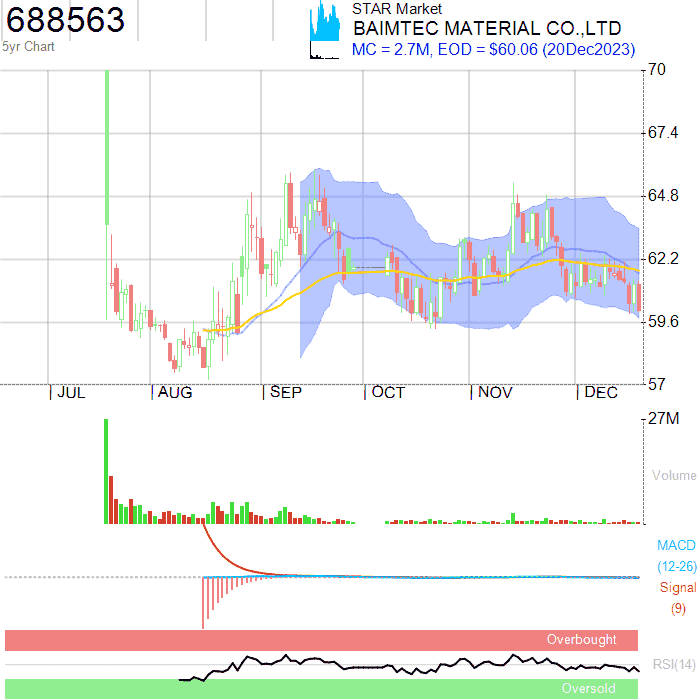 688563
5yr Chart
STAR Market
BAIMTEC MATERIAL CO.,LTD
MC = 2.7M, EOD = $60.06 (20Dec2023)
70
67.4
64.8
62.2
59.6
57
JUL AUG SEP OCT NOV DEC
27M
Volume
MACD
(12-26)
Signal
(9)
Overbought
RSI(14)
Oversold